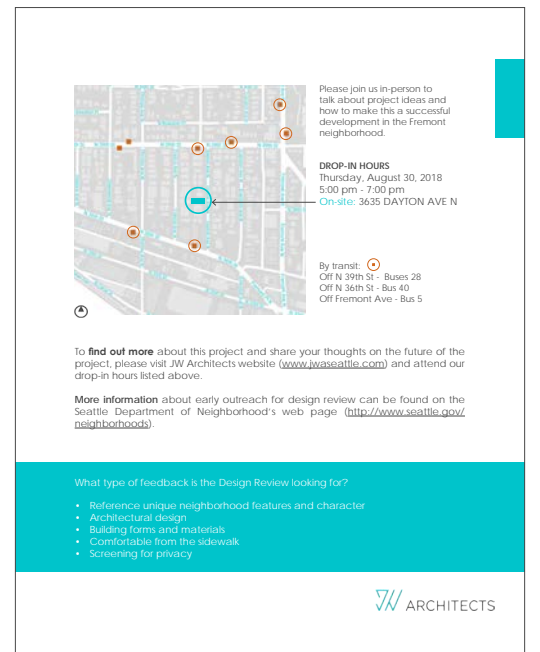 Please join us in-person to
talk about project ideas and
how to make this a successful
development in the Fremont
neighborhood.
DROP-IN HOURS
Thursday, August 30, 2018
5:00 pm - 7:00 pm
On-site: 3635 DAYTON AVE N
By transit:
Off N 39th St - Buses 28
Off N 36th St - Bus 40
Off Fremont Ave - Bus 5
To find out more about this project and share your thoughts on the future of the
project, please visit JW Architects website (www.jwaseattle.com) and attend our
drop-in hours listed above.
More information about early outreach for design review can be found on the
Seattle Department of Neighborhood's web page (http://www.seattle.gov/
neighborhoods).
What type of feedback is the Design Review looking for?
• Reference unique neighborhood features and character
• Architectural design
• Building forms and materials
• Comfortable from the sidewalk
• Screening for privacy
JW ARCHITECTS